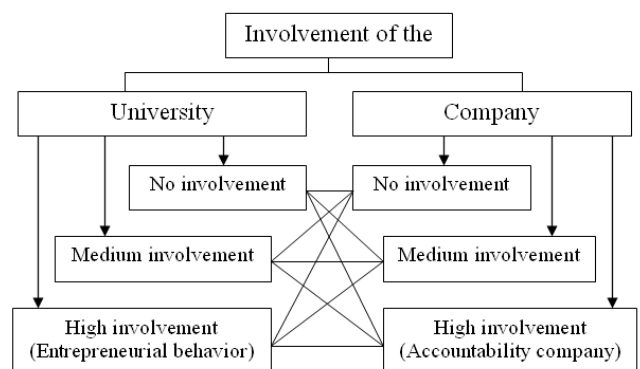 Involvement of the
University
Company
No involvement
No involvement
Medium involvement
Medium involvement
High involvement
(Entrepreneurial behavior)
High involvement
(Accountability company)